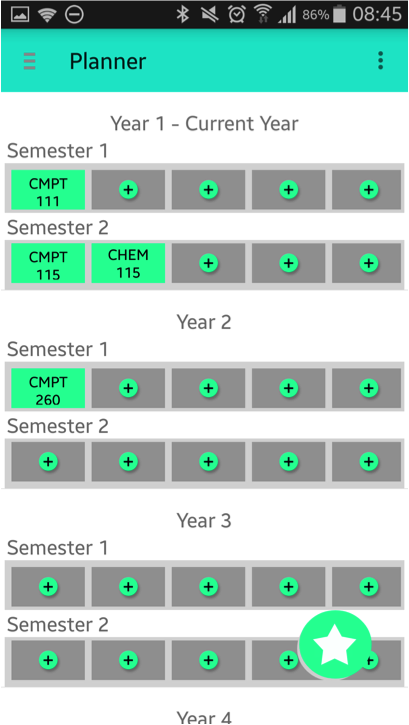 86% 08:45
Planner
Year 1 - Current Year
Semester 1
CMPT
111
Semester 2
CMPT
115
CHEM
115
Year 2
Semester 1
CMPT
260
Semester 2
Year 3
Semester 1
Semester 2
Year 4